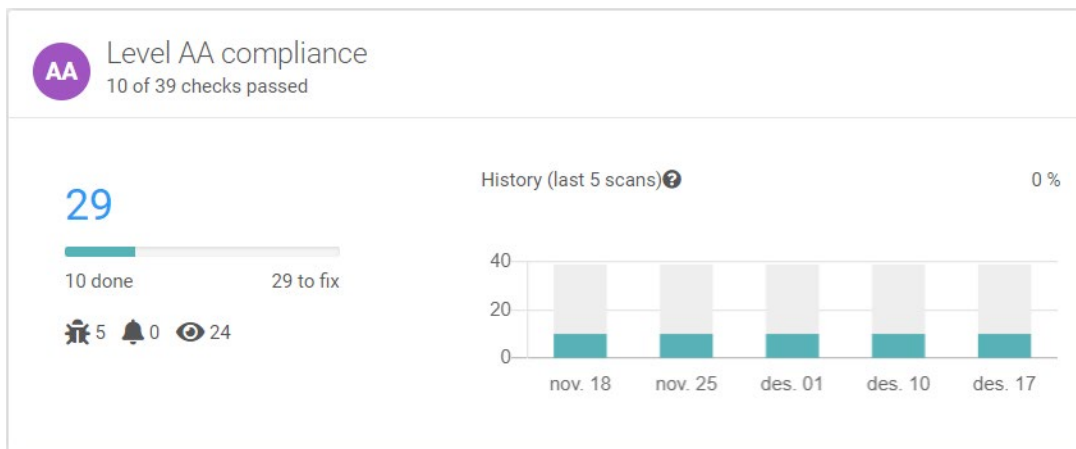 AA
Level AA compliance
10 of 39 checks passed
29
10 done 29 to fix
5 0 24
History (last 5 scans)? 0 %
40
20
0
nov. 18 nov. 25 des. 01 des. 10 des. 17